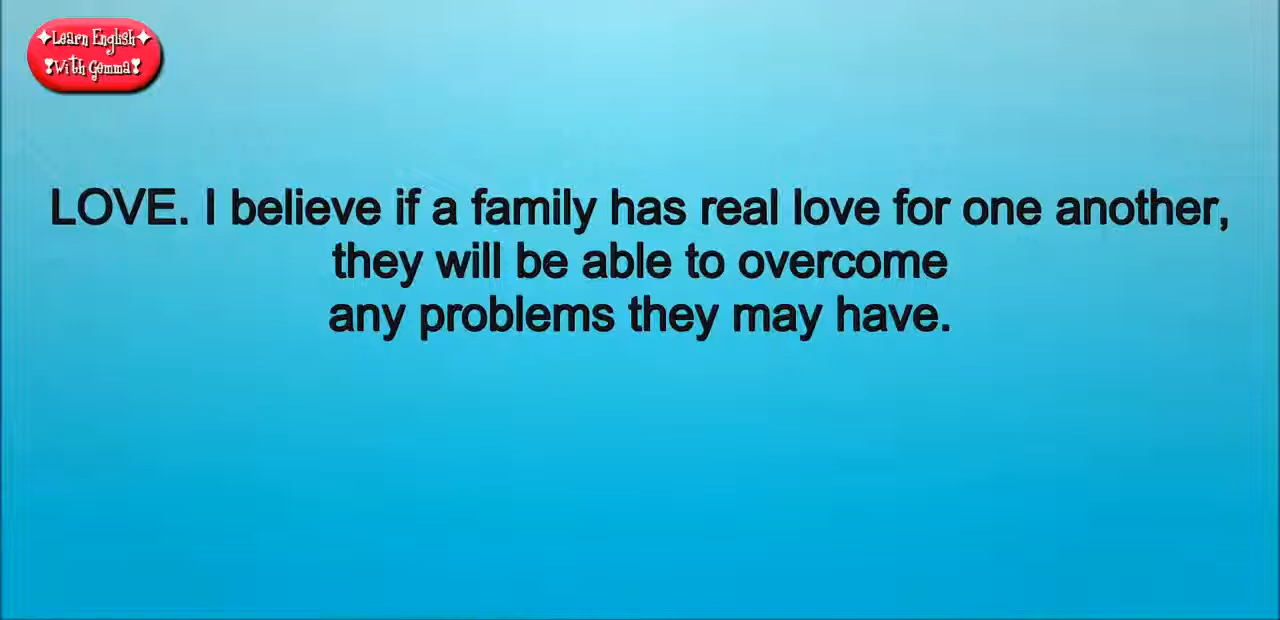 ✦Learn English✦
❣With Gemma❣
LOVE. I believe if a family has real love for one another,
they will be able to overcome
any problems they may have.